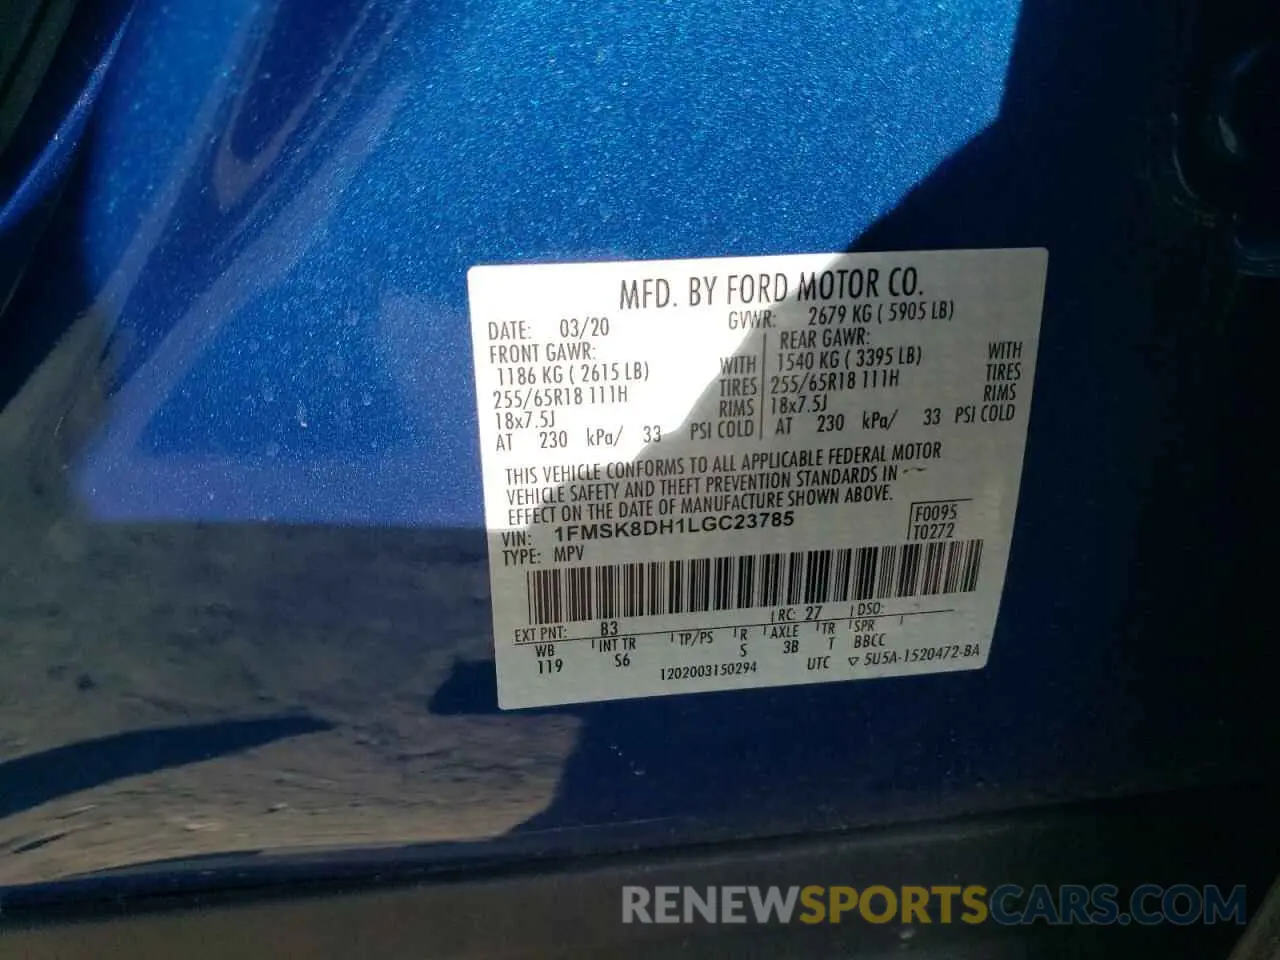 MFD. BY FORD MOTOR CO.
DATE: 03/20 GVWR: 2679 KG ( 5905 LB)
FRONT GAWR: REAR GAWR:
1186 KG ( 2615 LB) WITH 1540 KG ( 3395 LB) WITH
255/65R18 111H TIRES 255/65R18 111H TIRES
18x7.5J RIMS 18x7.5J RIMS
AT 230 kPa/ 33 PSI COLD AT 230 kPa/ 33 PSI COLD
THIS VEHICLE CONFORMS TO ALL APPLICABLE FEDERAL MOTOR
VEHICLE SAFETY AND THEFT PREVENTION STANDARDS IN
EFFECT ON THE DATE OF MANUFACTURE SHOWN ABOVE.
VIN: 1FMSK8DH1LGC23785 F0095
TYPE: MPV T0272
EXT PNT: B3 RC: 27 DSO:
WB INT TR TP/PS R AXLE TR SPR
119 S6 S 3B T BBCC
1202003150294 UTC ▽ 5U5A-1520472-BA
RENEWSPORTSCARS.COM